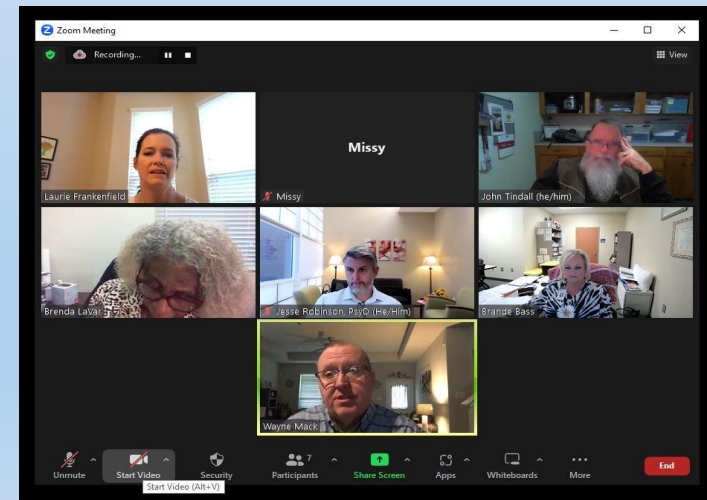 Zoom Meeting
Recording...
View
Laurie Frankenfield
Missy
Missy
John Tindall (he/him)
Brenda LaVar
Jesse Robinson, PsyD (He/Him)
Brande Bass
Wayne Mack
Unmute
Start Video
Security
7
Participants
Share Screen
Apps
Whiteboards
More
End
Start Video (Alt+V)